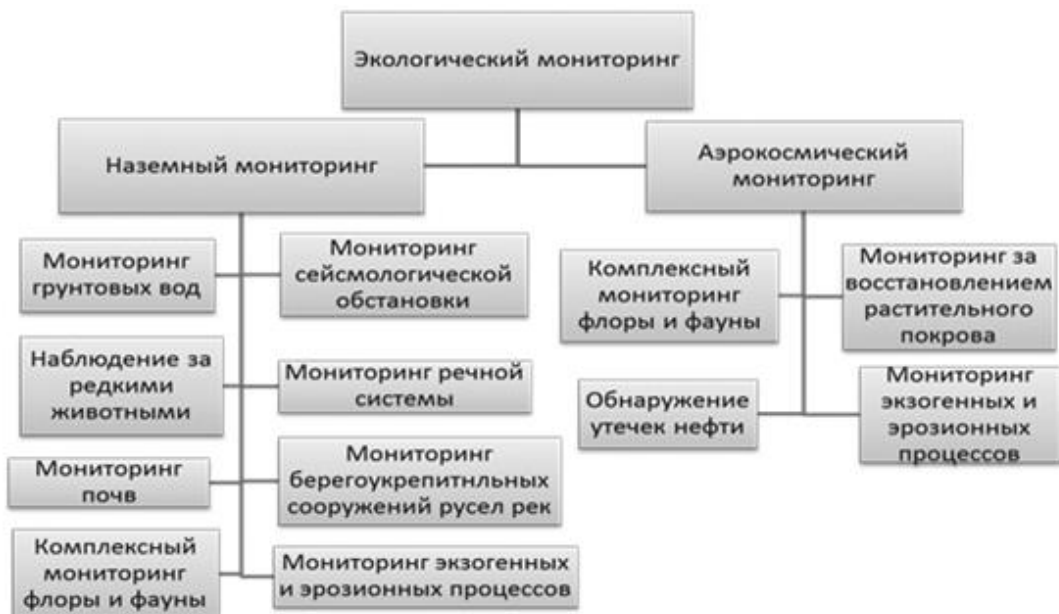 Экологический мониторинг
Наземный мониторинг
Аэрокосмический
мониторинг
Мониторинг
грунтовых вод
Мониторинг
сейсмологической
обстановки
Наблюдение за
редкими
животными
Мониторинг речной
системы
Мониторинг
почв
Мониторинг
берегоукрепитнльных
сооружений русел рек
Комплексный
мониторинг
флоры и фауны
Мониторинг экзогенных
и эрозионных процессов
Комплексный
мониторинг
флоры и фауны
Мониторинг за
восстановлением
растительного
покрова
Обнаружение
утечек нефти
Мониторинг
экзогенных и
эрозионных
процессов